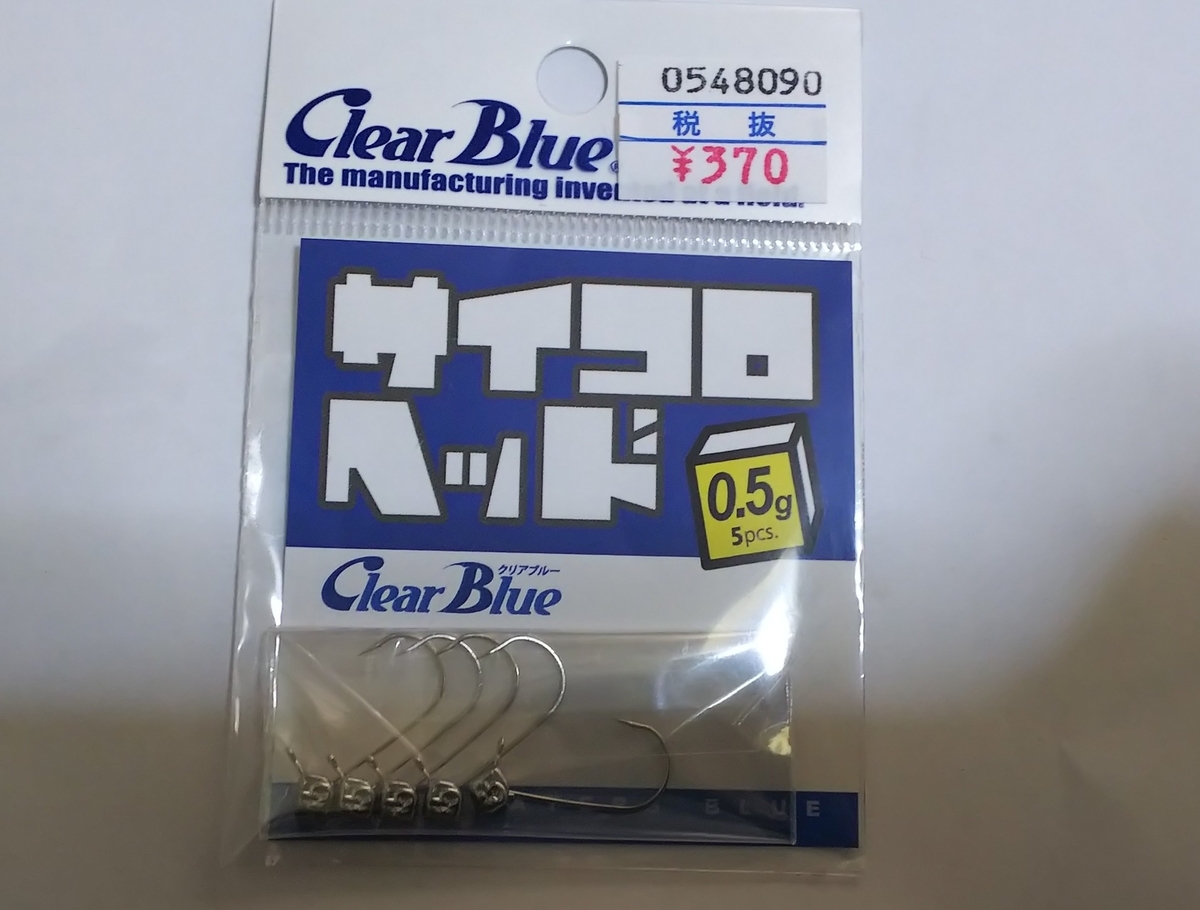 0548090
税 抜
¥370
Clear Blue
The manufacturing
サイコロ
ヘッド
0.5g
5pcs.
クリアブルー
Clear Blue
BLUE